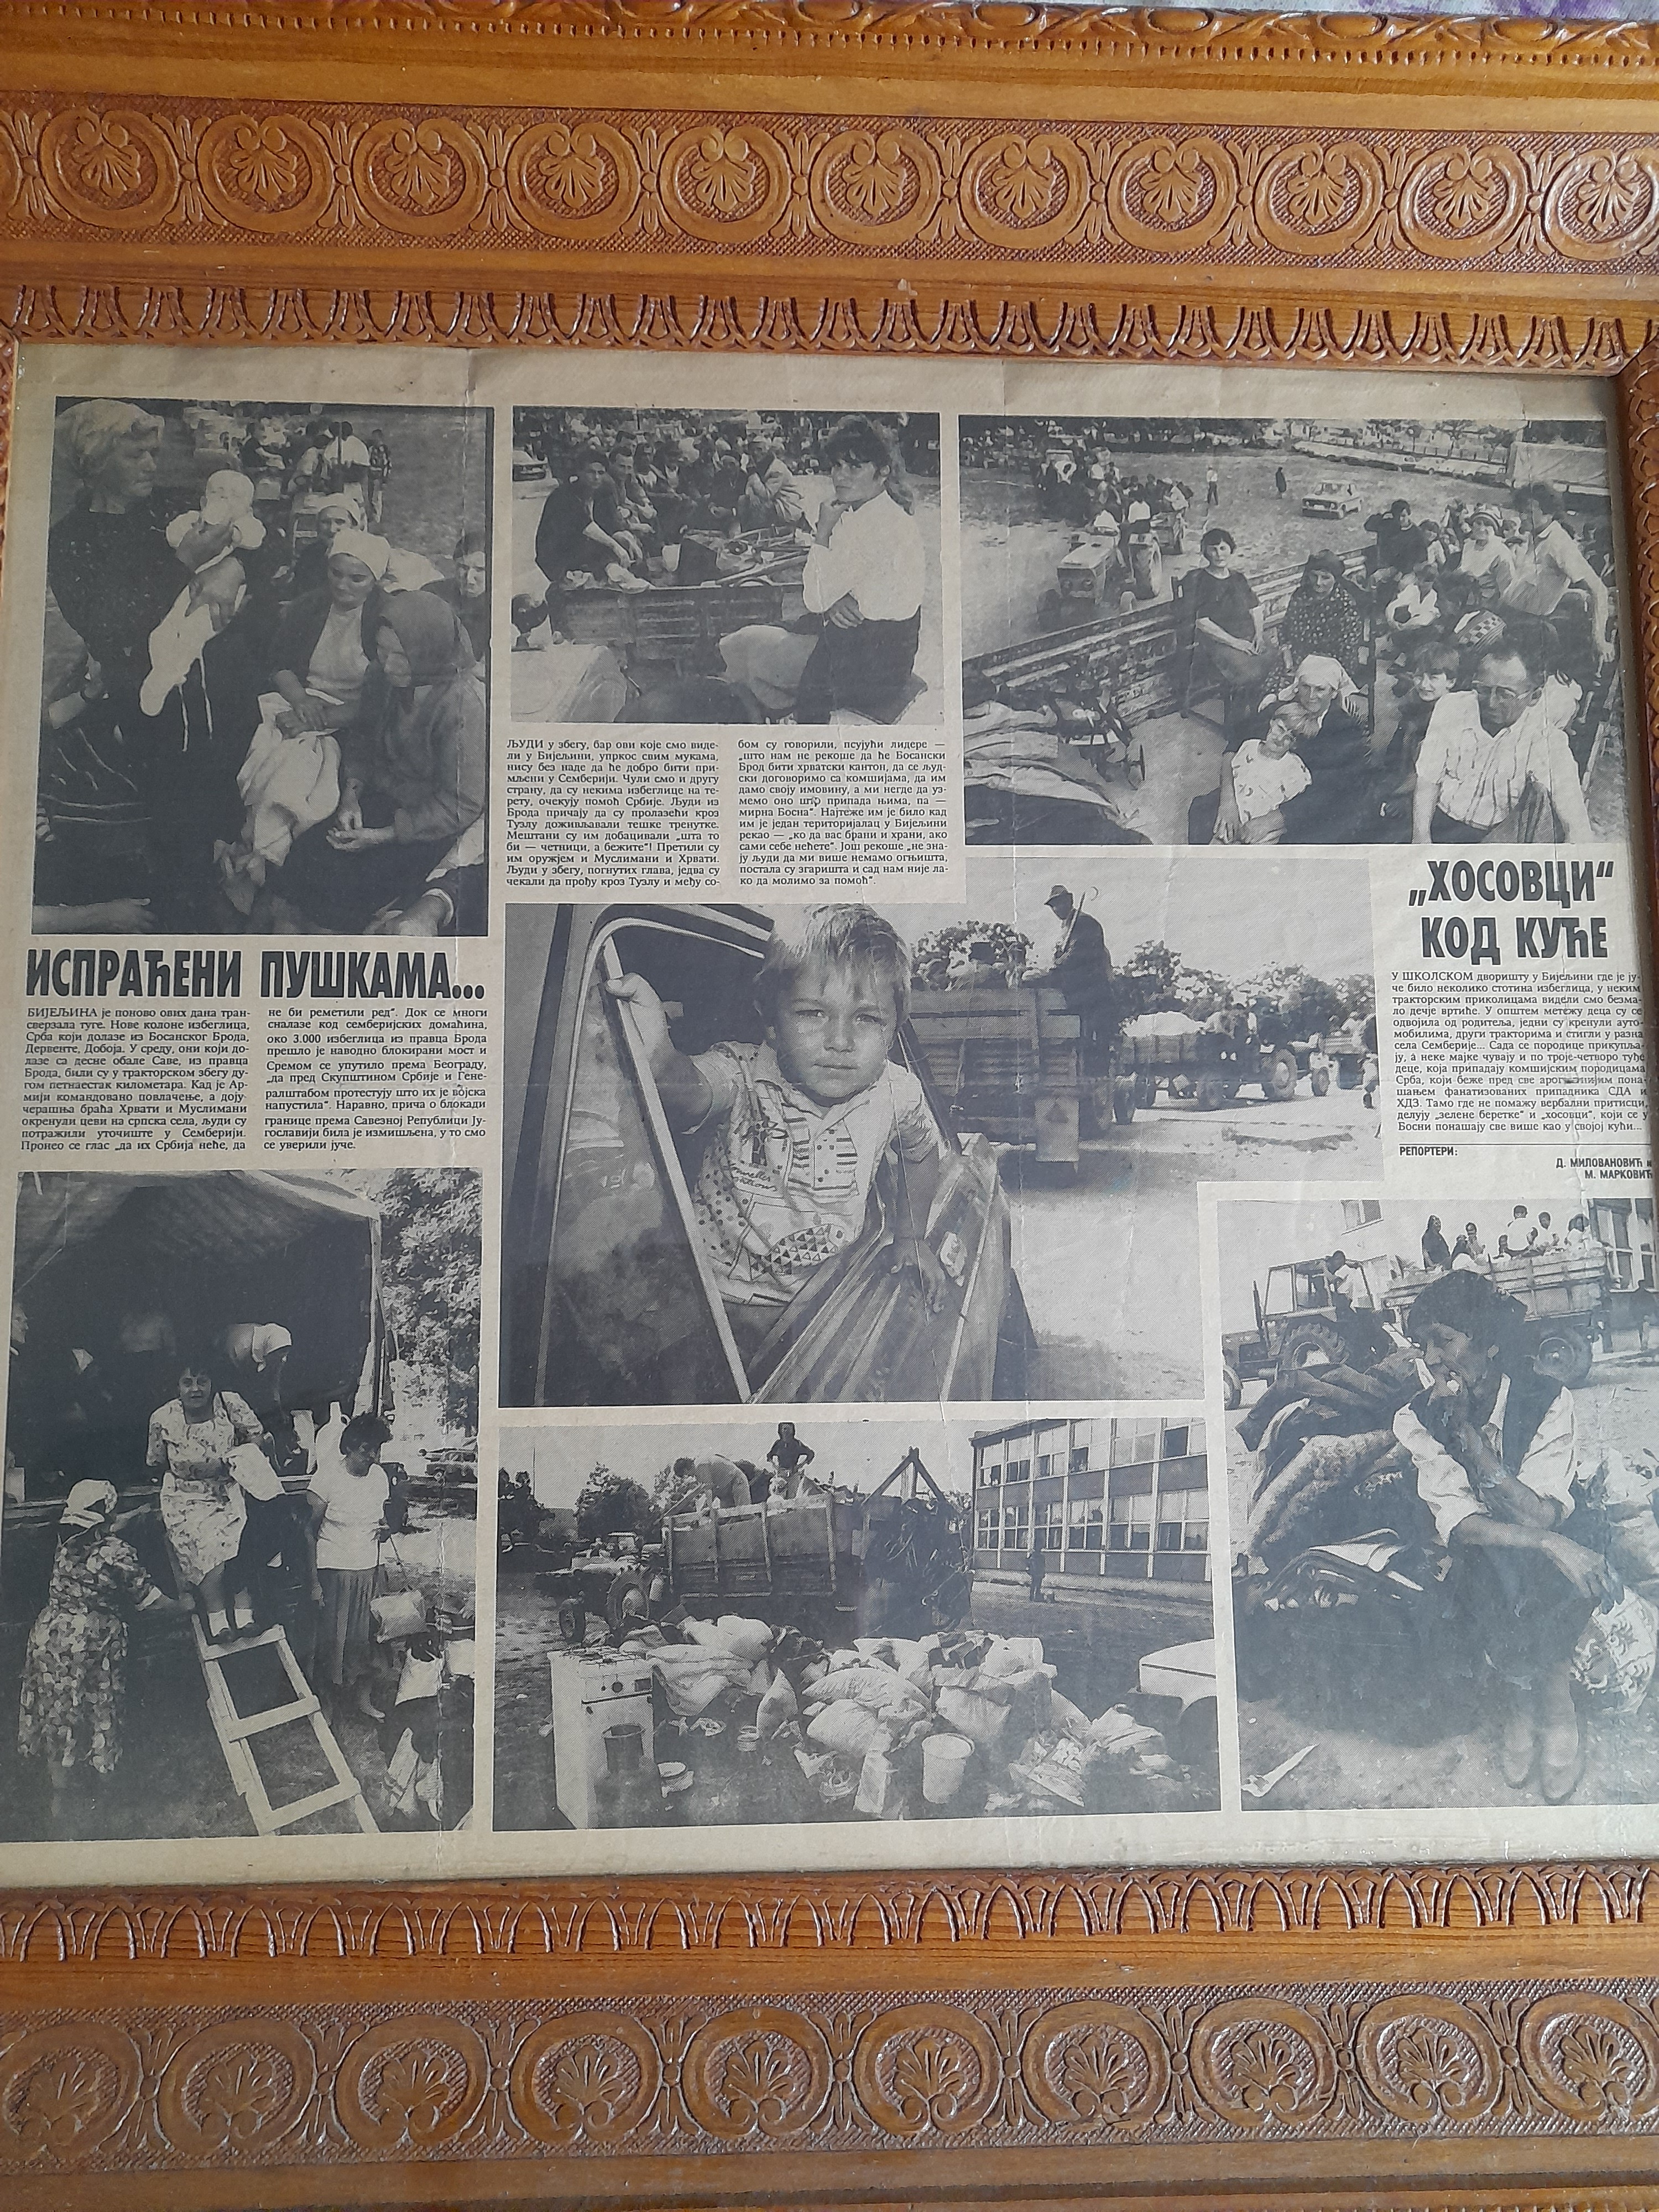 ЉУДИ у збегу, бар ови које смо виде-
ли у Бијељини, упркос свим мукама,
нису без наде да ће добро бити при-
мљени у Семберији. Чули смо и другу
страну, да су некима избеглице на те-
рету, очекују помоћ Србије. Људи из
Брода причају да су пролазећи кроз
Тузлу доживљавали тешке тренутке.
Мештани су им добацивали „шта то
би — четници, а бежите“! Претили су
им оружјем и Муслимани и Хрвати.
Људи у збегу, погнутих глава, једва су
чекали да прођу кроз Тузлу и међу со-
бом су говорили, псујући лидере —
„што нам не рекоше да ће Босански
Брод бити хрватски кантон, да се људ-
ски договоримо са комшијама, да им
дамо своју имовину, а ми негде да уз-
мемо оно што припада њима, па —
мирна Босна“. Најтеже им је било кад
им је један територијалац у Бијељини
рекао — „ко да вас брани и храни, ако
сами себе нећете“. Још рекоше „не зна-
ју људи да ми више немамо огњишта,
постала су згаришта и сад нам није ла-
ко да молимо за помоћ“.
ИСПРАЋЕНИ ПУШКАМА...
БИЈЕЉИНА је поново ових дана тран-
сверзала туге. Нове колоне избеглица,
Срба који долазе из Босанског Брода,
Дервенте, Добоја. У среду, они који до-
лазе са десне обале Саве, из правца
Брода, били су у тракторском збегу ду-
гом петнаестак километара. Кад је Ар-
мији командовано повлачење, а доју-
черашња браћа Хрвати и Муслимани
окренули цеви на српска села, људи су
потражили уточиште у Семберији.
Пронео се глас „да их Србија неће, да
не би реметили ред“. Док се многи
сналазе код семберијских домаћина,
око 3.000 избеглица из правца Брода
прешло је наводно блокирани мост и
Сремом се упутило према Београду,
„да пред Скупштином Србије и Гене-
ралштабом протестују што их је војска
напустила“. Наравно, прича о блокади
границе према Савезној Републици Ју-
гославији била је измишљена, у то смо
се уверили јуче.
„ХОСОВЦИ“
КОД КУЋЕ
У ШКОЛСКОМ дворишту у Бијељини где је ју-
че било неколико стотина избеглица, у неким
тракторским приколицама видели смо безма-
ло дечје вртиће. У општем метежу деца су се
одвојила од родитеља, једни су кренули ауто-
мобилима, други тракторима и стигли у разна
села Семберије... Сада се породице прикупља-
ју, а неке мајке чувају и по троје-четворо туђе
деце, која припадају комшијским породицама
Срба, који беже пред све арогантнијим пона-
шањем фанатизованих припадника СДА и
ХДЗ. Тамо где не помажу вербални притисци,
делују „зелене беретке“ и „хосовци“, који се у
Босни понашају све више као у својој кући...
РЕПОРТЕРИ:
Д. МИЛОВАНОВИЋ и
М. МАРКОВИЋ